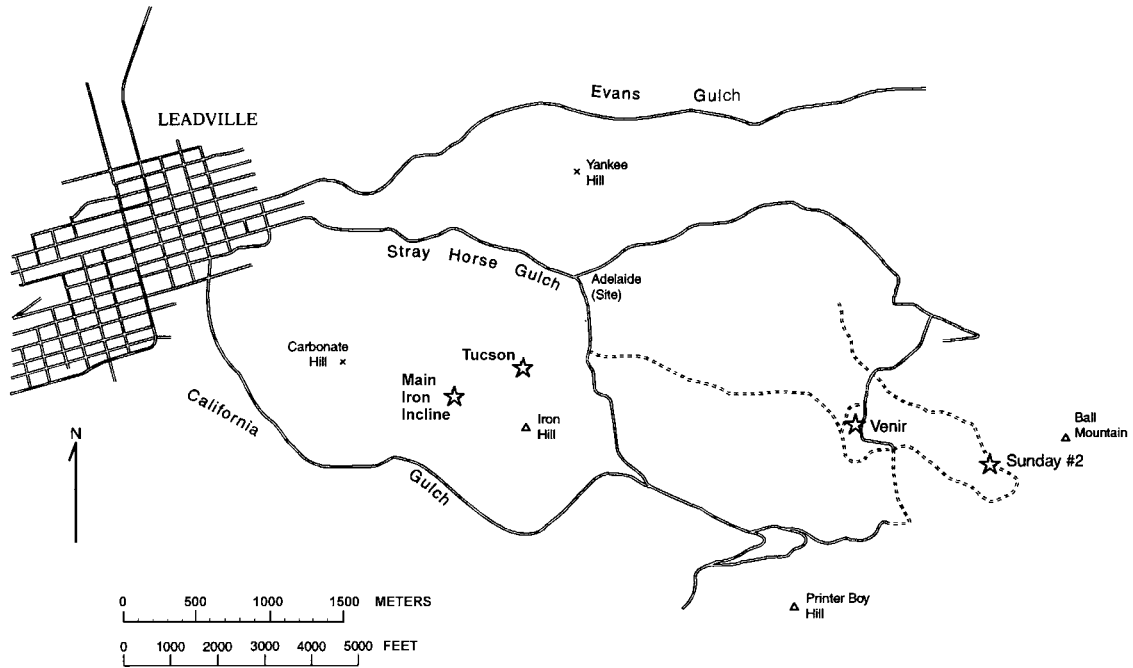 Evans Gulch
LEADVILLE
Yankee
Hill
Stray Horse Gulch
Adelaide
(Site)
Carbonate
Hill
Tucson
Main
Iron
Incline
California
Gulch
Iron
Hill
Venir
Ball
Mountain
Sunday #2
N
Printer Boy
Hill
0 500 1000 1500 METERS
0 1000 2000 3000 4000 5000 FEET